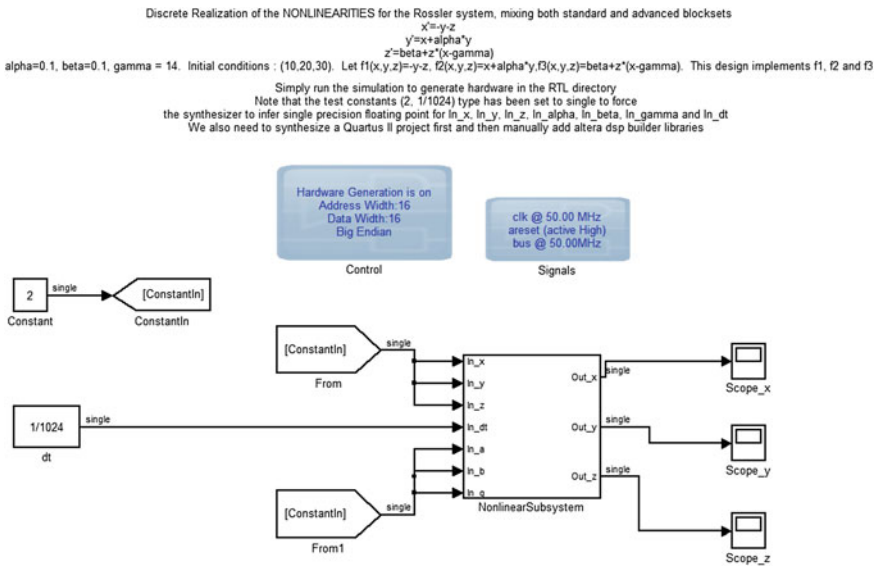 Discrete Realization of the NONLINEARITIES for the Rossler system, mixing both standard and advanced blocksets
x'=-y-z
y'=x+alpha*y
z'=beta+z*(x-gamma)
alpha=0.1, beta=0.1, gamma = 14. Initial conditions : (10,20,30). Let f1(x,y,z)=-y-z, f2(x,y,z)=x+alpha*y,f3(x,y,z)=beta+z*(x-gamma). This design implements f1, f2 and f3
Simply run the simulation to generate hardware in the RTL directory
Note that the test constants (2, 1/1024) type has been set to single to force
the synthesizer to infer single precision floating point for In_x, In_y, In_z, In_alpha, In_beta, In_gamma and In_dt
We also need to synthesize a Quartus II project first and then manually add altera dsp builder libraries
Hardware Generation is on
Address Width:16
Data Width:16
Big Endian
Control
clk @ 50.00 MHz
areset (active High)
bus @ 50.00MHz
Signals
2
single
[ConstantIn]
Constant
ConstantIn
[ConstantIn]
single
From
1/1024
single
dt
[ConstantIn]
single
From1
In_x
In_y
In_z
In_dt
In_a
In_b
In_g
Out_x
Out_y
Out_z
NonlinearSubsystem
single
Scope_x
single
Scope_y
single
Scope_z